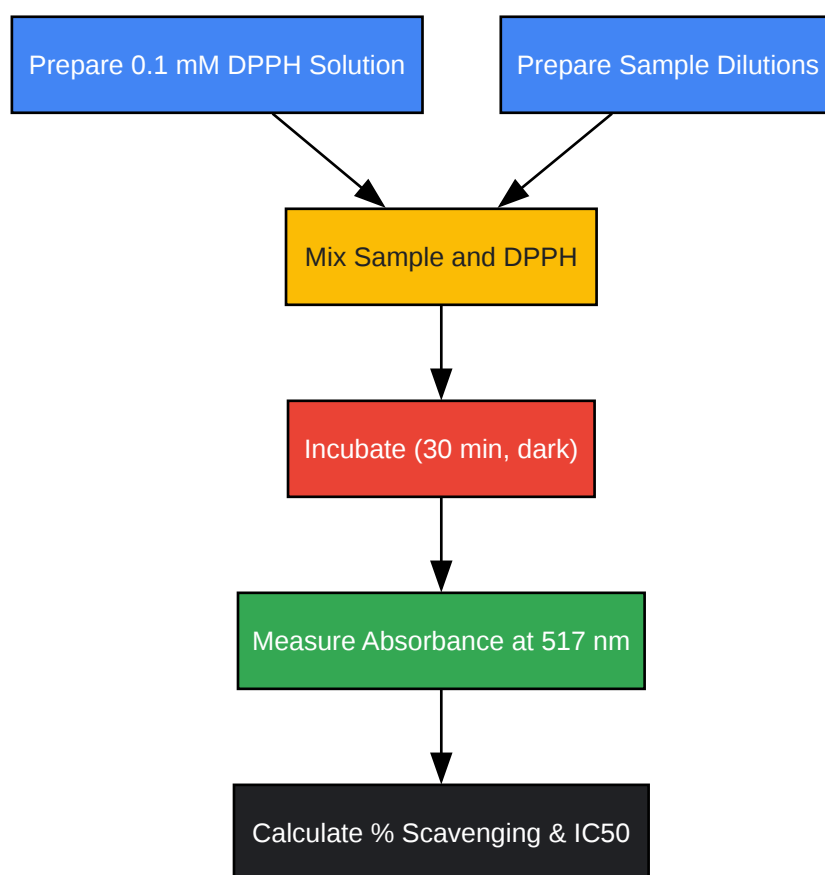 Prepare 0.1 mM DPPH Solution
Prepare Sample Dilutions
Mix Sample and DPPH
Incubate (30 min, dark)
Measure Absorbance at 517 nm
Calculate % Scavenging & IC50